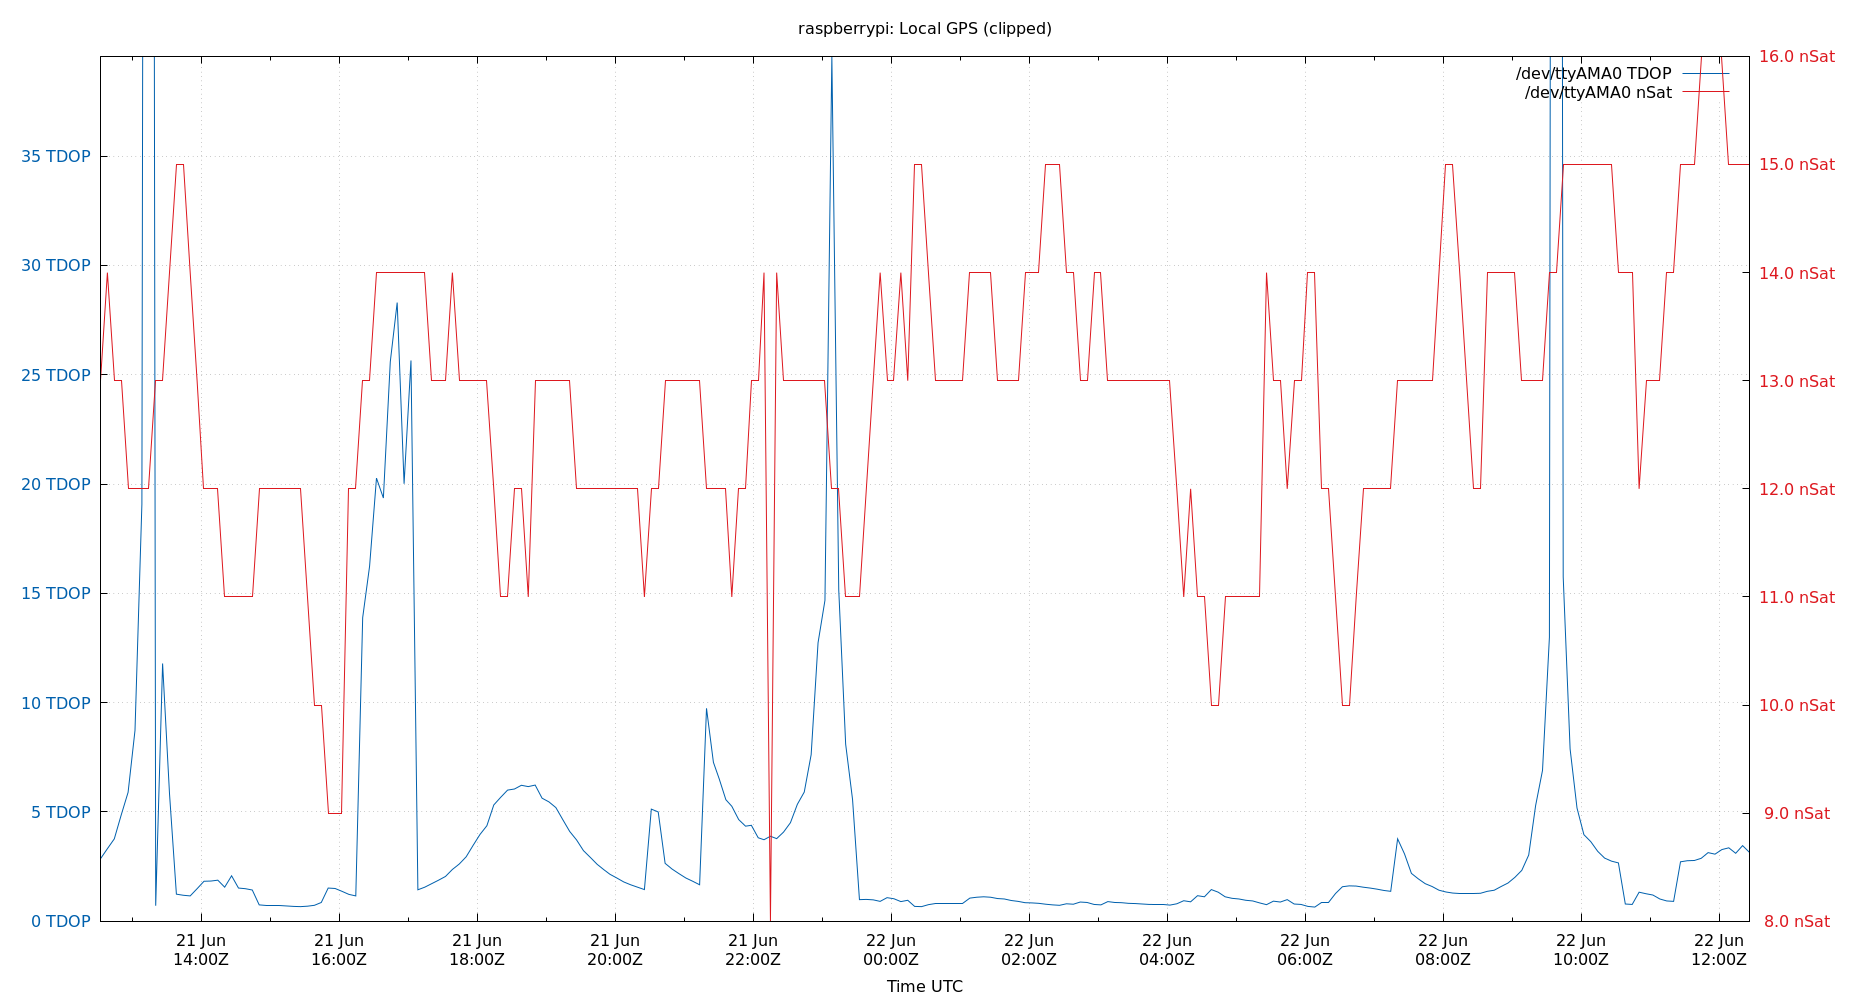 raspberrypi: Local GPS (clipped)
16.0 nSat
/dev/ttyAMA0 TDOP
/dev/ttyAMA0 nSat
35 TDOP
15.0 nSat
30 TDOP
14.0 nSat
25 TDOP
13.0 nSat
20 TDOP
12.0 nSat
15 TDOP
11.0 nSat
10 TDOP
10.0 nSat
5 TDOP
9.0 nSat
0 TDOP
8.0 nSat
21 Jun
14:00Z
21 Jun
16:00Z
21 Jun
18:00Z
21 Jun
20:00Z
21 Jun
22:00Z
22 Jun
00:00Z
22 Jun
02:00Z
22 Jun
04:00Z
22 Jun
06:00Z
22 Jun
08:00Z
22 Jun
10:00Z
22 Jun
12:00Z
Time UTC